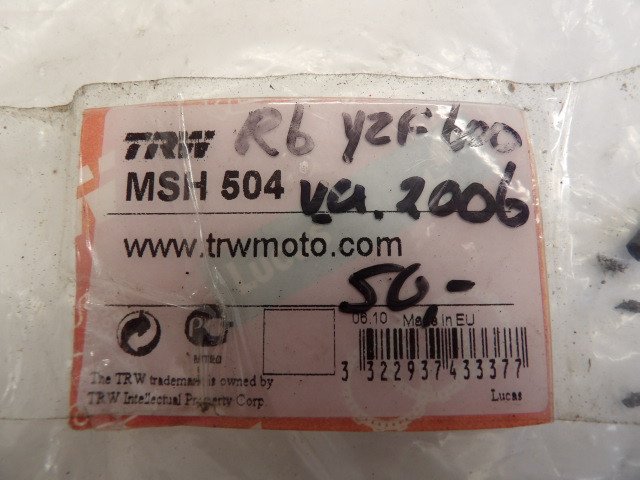 TRW R6 YZF 600
MSH 504 va. 2006
www.trwmoto.com
50,-
06.10 Made in EU
3 322937 433377
The TRW trademark is owned by
TRW Intellectual Property Corp. Lucas